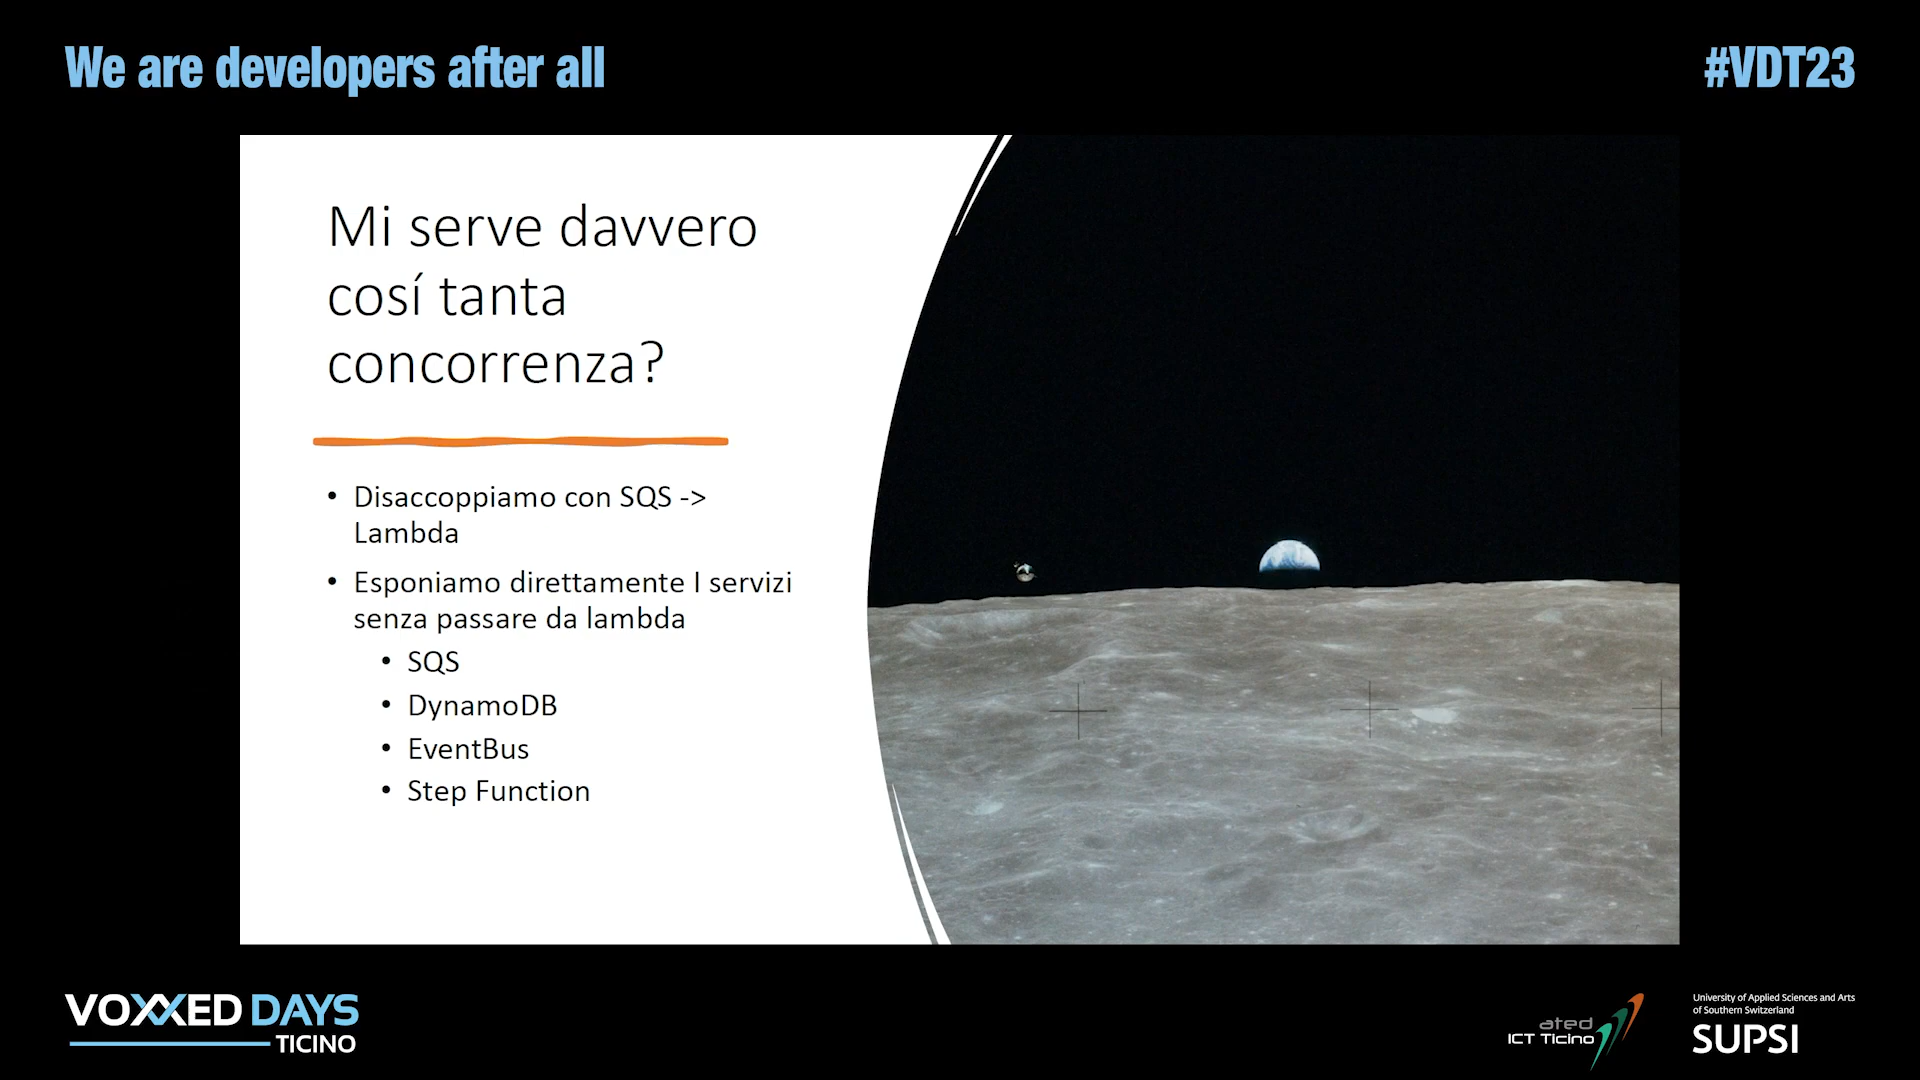 We are developers after all
#VDT23
Mi serve davvero
cosí tanta
concorrenza?
• Disaccoppiamo con SQS ->
Lambda
• Esponiamo direttamente I servizi
senza passare da lambda
• SQS
• DynamoDB
• EventBus
• Step Function
VOXXED DAYS
TICINO
ated
ICT Ticino
University of Applied Sciences and Arts
of Southern Switzerland
SUPSI